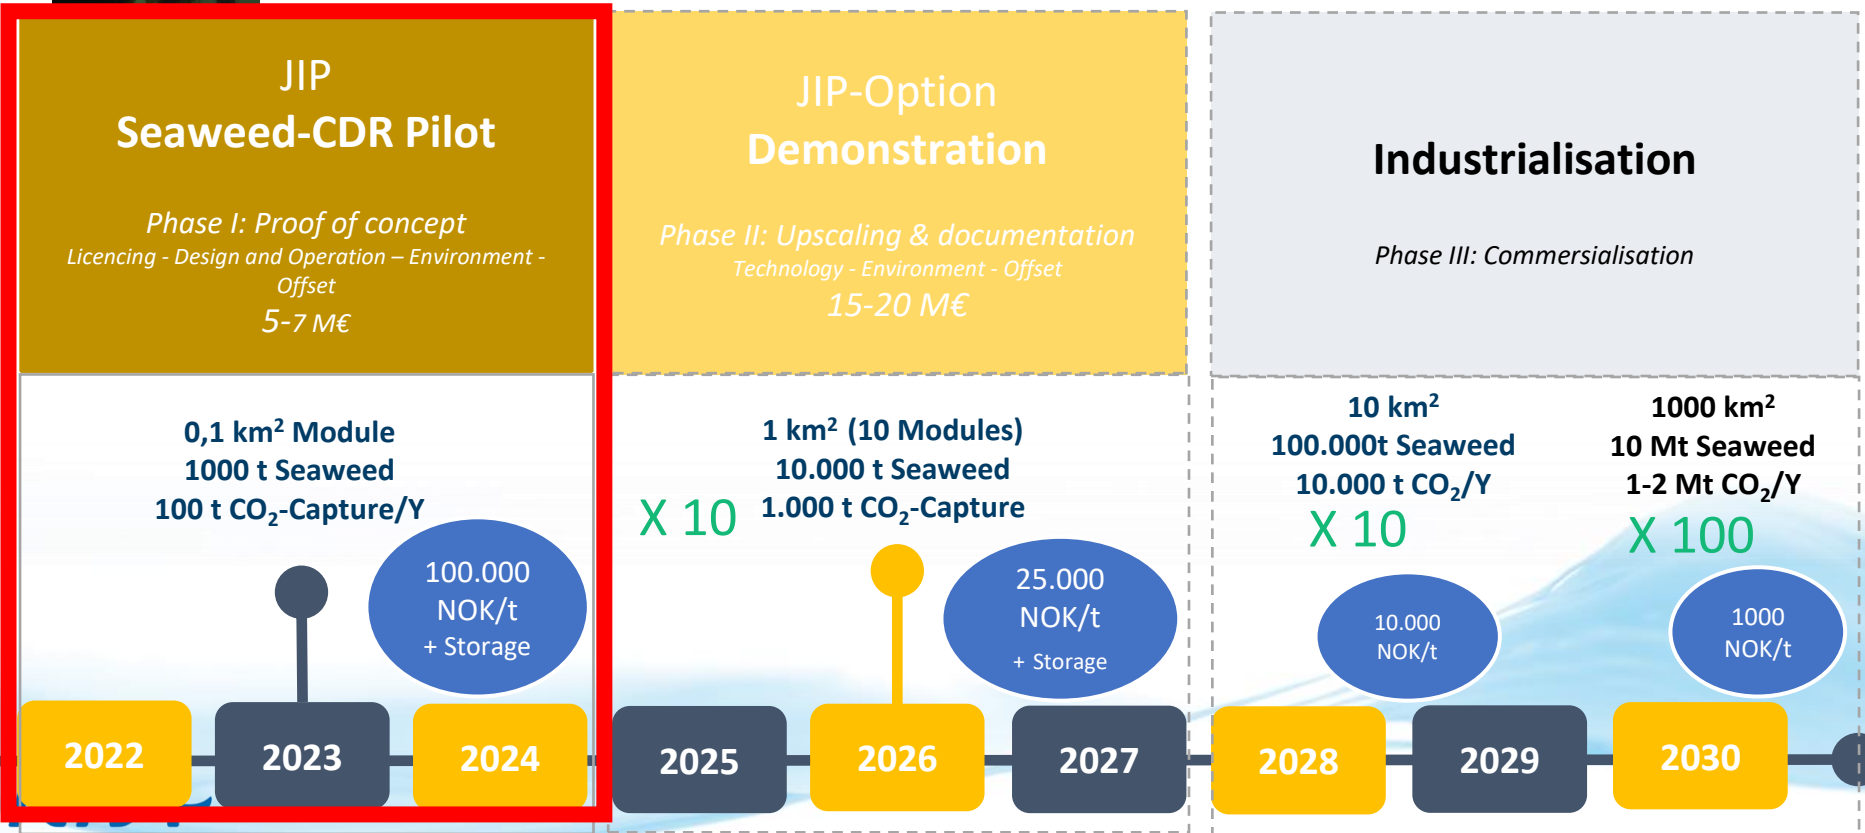 JIP
Seaweed-CDR Pilot
Phase I: Proof of concept
Licencing - Design and Operation – Environment -
Offset
5-7 M€
0,1 km² Module
1000 t Seaweed
100 t CO₂-Capture/Y
100.000
NOK/t
+ Storage
2022
2023
2024
JIP-Option
Demonstration
Phase II: Upscaling & documentation
Technology - Environment - Offset
15-20 M€
1 km² (10 Modules)
10.000 t Seaweed
1.000 t CO₂-Capture
X 10
25.000
NOK/t
+ Storage
2025
2026
2027
Industrialisation
Phase III: Commersialisation
10 km²
100.000t Seaweed
10.000 t CO₂/Y
X 10
10.000
NOK/t
1000 km²
10 Mt Seaweed
1-2 Mt CO₂/Y
X 100
1000
NOK/t
2028
2029
2030